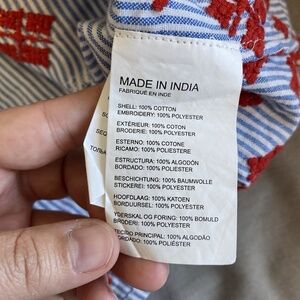 MADE IN INDIA
FABRIQUÉ EN INDE
SHELL: 100% COTTON
EMBROIDERY: 100% POLYESTER
EXTÉRIEUR: 100% COTON
BRODERIE: 100% POLYESTER
ESTERNO: 100% COTONE
RICAMO: 100% POLIESTERE
ESTRUCTURA: 100% ALGODÓN
BORDADO: 100% POLIÉSTER
BESCHICHTUNG: 100% BAUMWOLLE
STICKEREI: 100% POLYESTER
HOOFDLAAG: 100% KATOEN
BORDUURSEL: 100% POLYESTER
YDERSKAL OG FORING: 100% BOMULD
BRODERI: 100% POLYESTER
TECIDO PRINCIPAL: 100% ALGODÃO
BORDADO: 100% POLIÉSTER